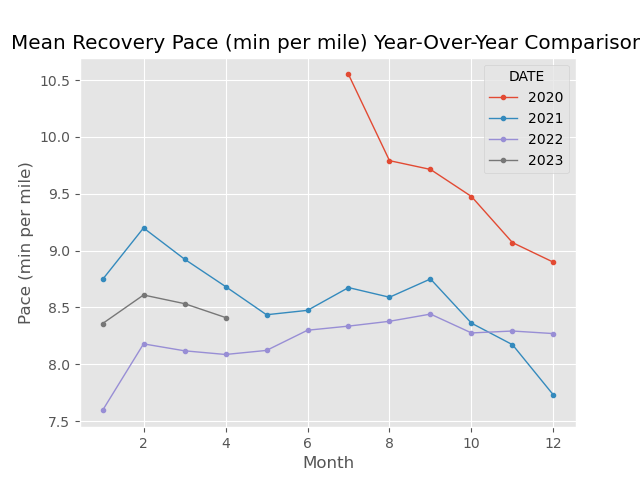 Mean Recovery Pace (min per mile) Year-Over-Year Comparison
DATE
2020
2021
2022
2023
10.5
10.0
9.5
9.0
8.5
8.0
7.5
Pace (min per mile)
2 4 6 8 10 12
Month